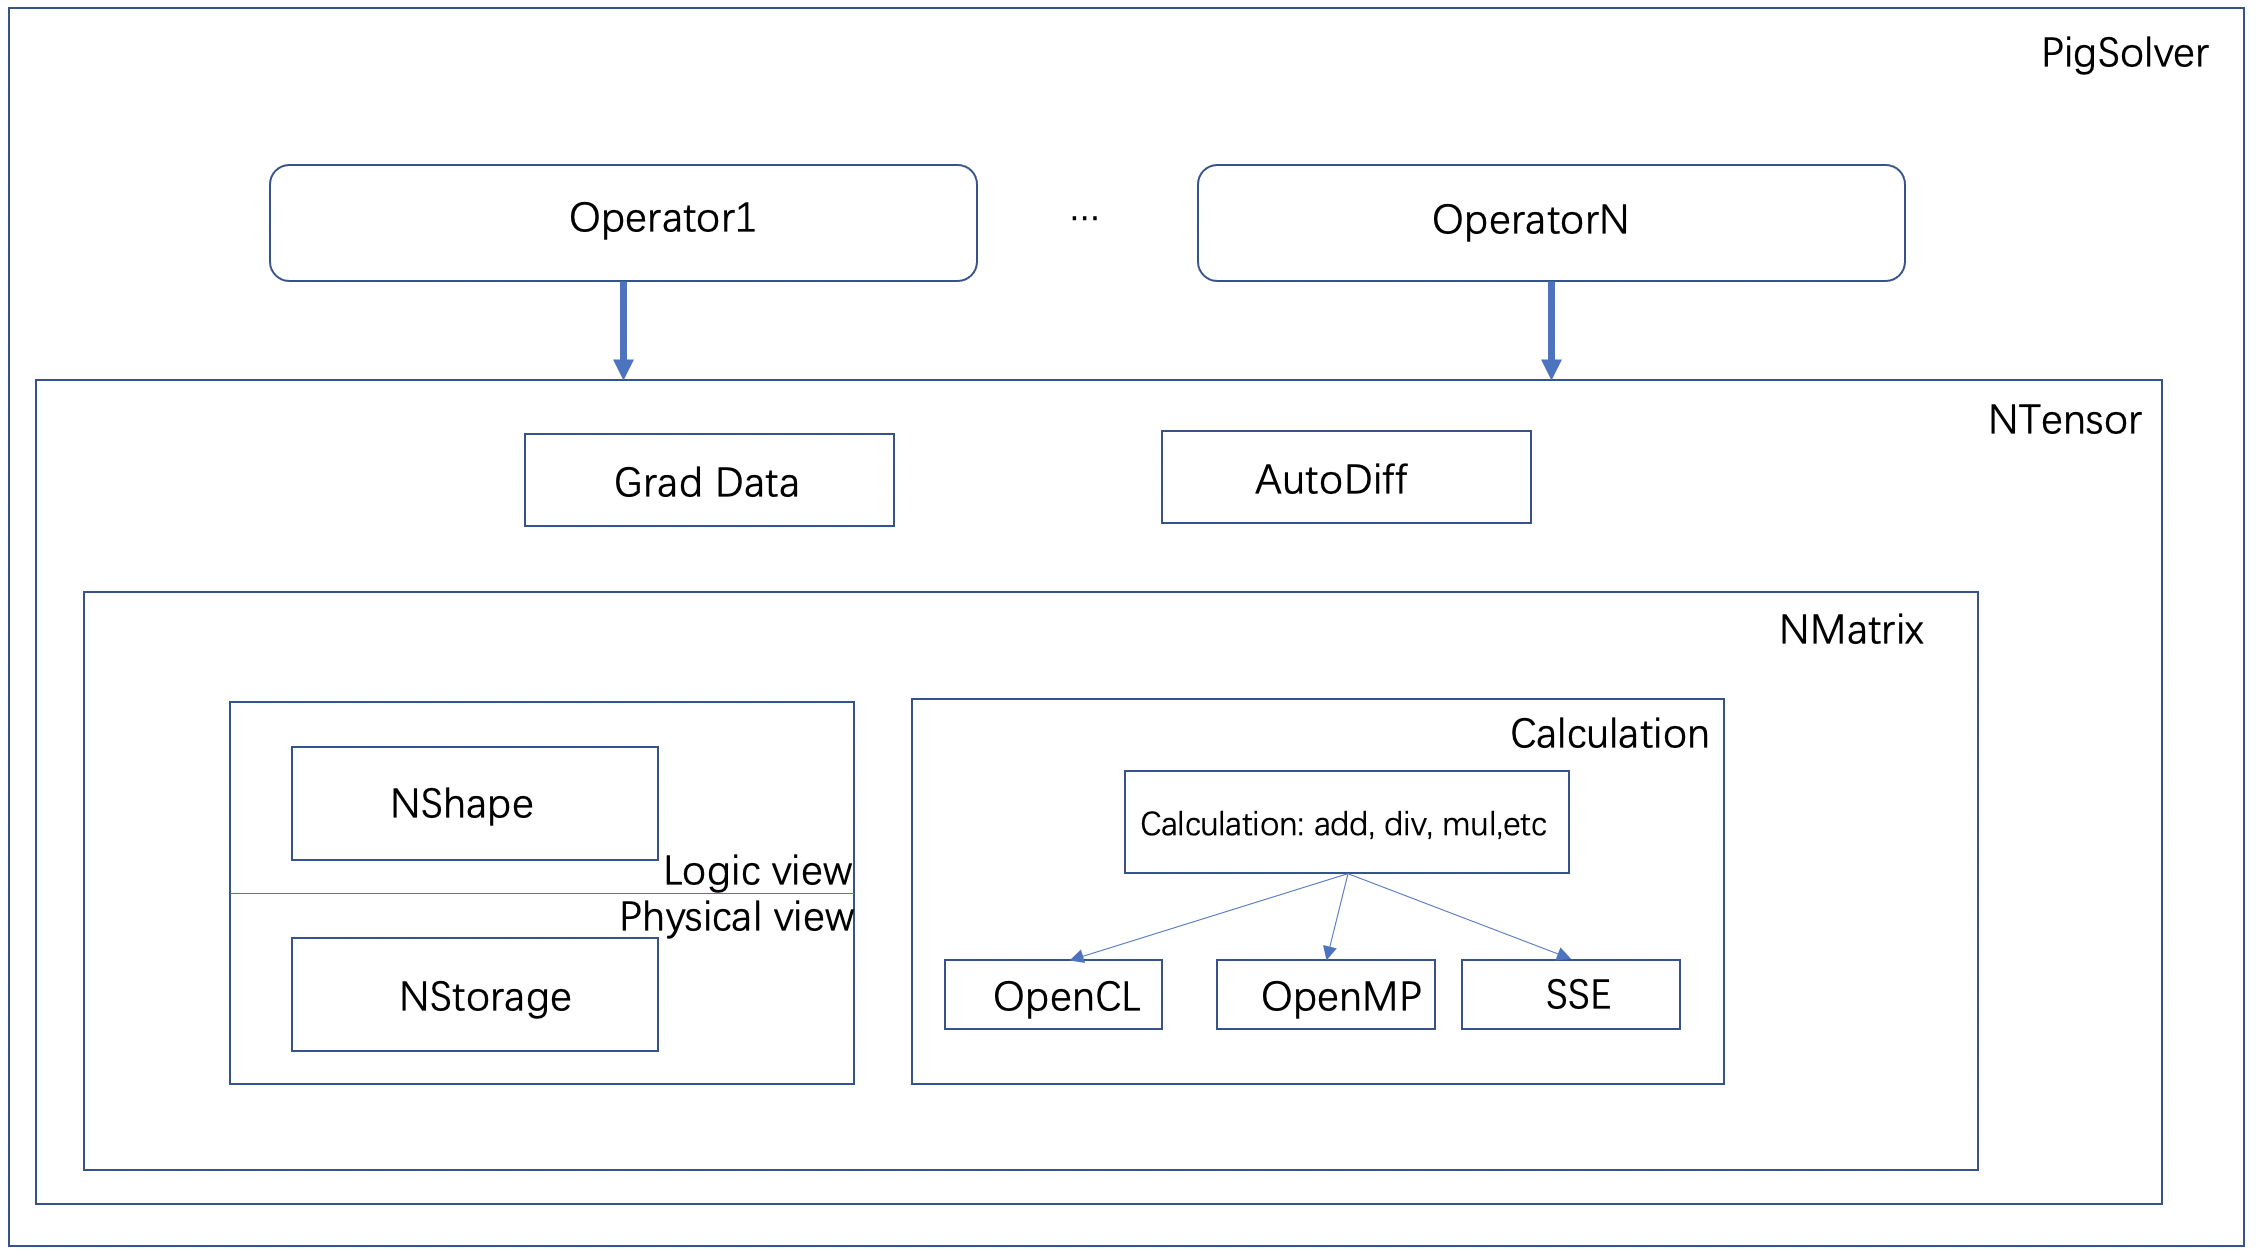 PigSolver
Operator1
...
OperatorN
NTensor
Grad Data
AutoDiff
NMatrix
NShape
Logic view
Physical view
NStorage
Calculation
Calculation: add, div, mul,etc
OpenCL
OpenMP
SSE